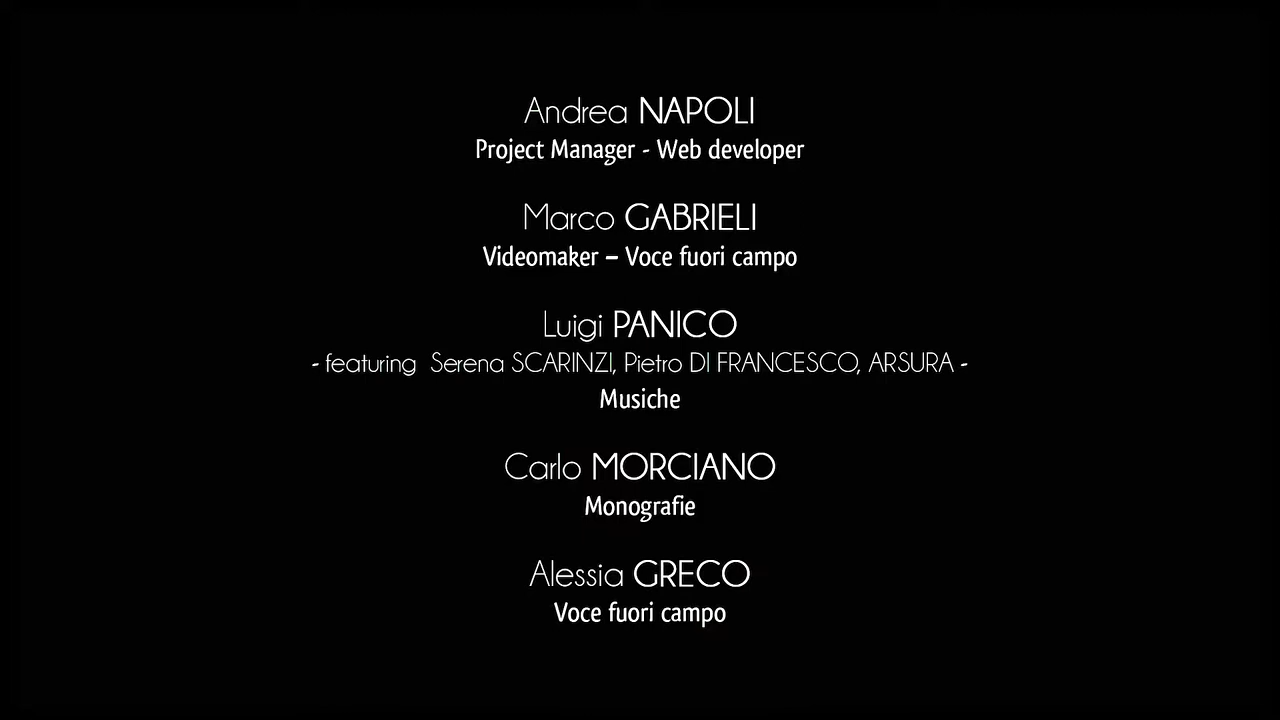 Andrea NAPOLI
Project Manager - Web developer
Marco GABRIELI
Videomaker – Voce fuori campo
Luigi PANICO
- featuring Serena SCARINZI, Pietro DI FRANCESCO, ARSURA -
Musiche
Carlo MORCIANO
Monografie
Alessia GRECO
Voce fuori campo